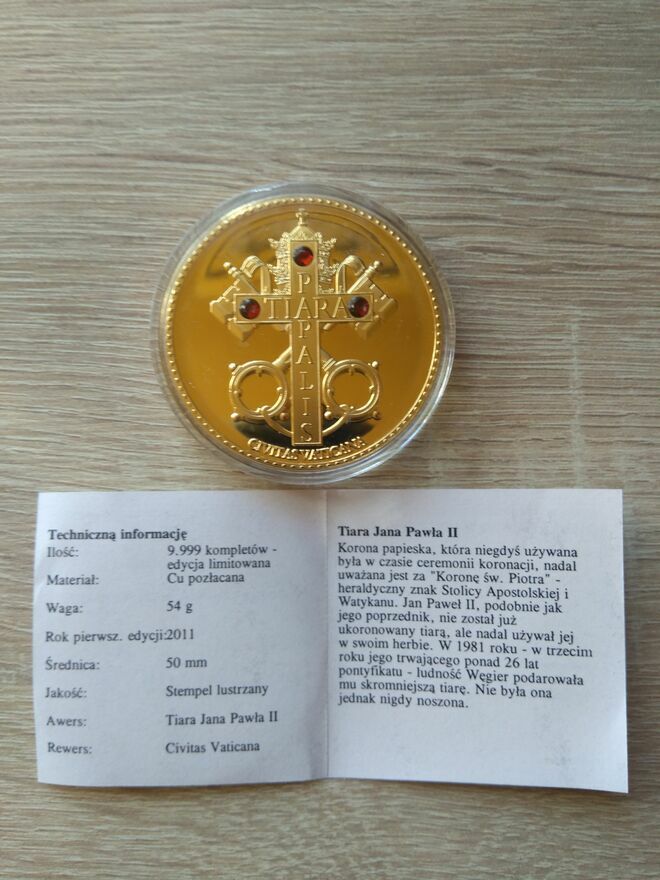 PAPALIS
TIARA
CIVITAS VATICANA
Techniczną informację
Ilość: 9.999 kompletów -
edycja limitowana
Materiał: Cu pozłacana
Waga: 54 g
Rok pierwsz. edycji:2011
Średnica: 50 mm
Jakość: Stempel lustrzany
Awers: Tiara Jana Pawła II
Rewers: Civitas Vaticana
Tiara Jana Pawła II
Korona papieska, która niegdyś używana
była w czasie ceremonii koronacji, nadal
uważana jest za "Koronę św. Piotra" -
heraldyczny znak Stolicy Apostolskiej i
Watykanu. Jan Paweł II, podobnie jak
jego poprzednik, nie został już
ukoronowany tiarą, ale nadal używał jej
w swoim herbie. W 1981 roku - w trzecim
roku jego trwającego ponad 26 lat
pontyfikatu - ludność Węgier podarowała
mu skromniejszą tiarę. Nie była ona
jednak nigdy noszona.